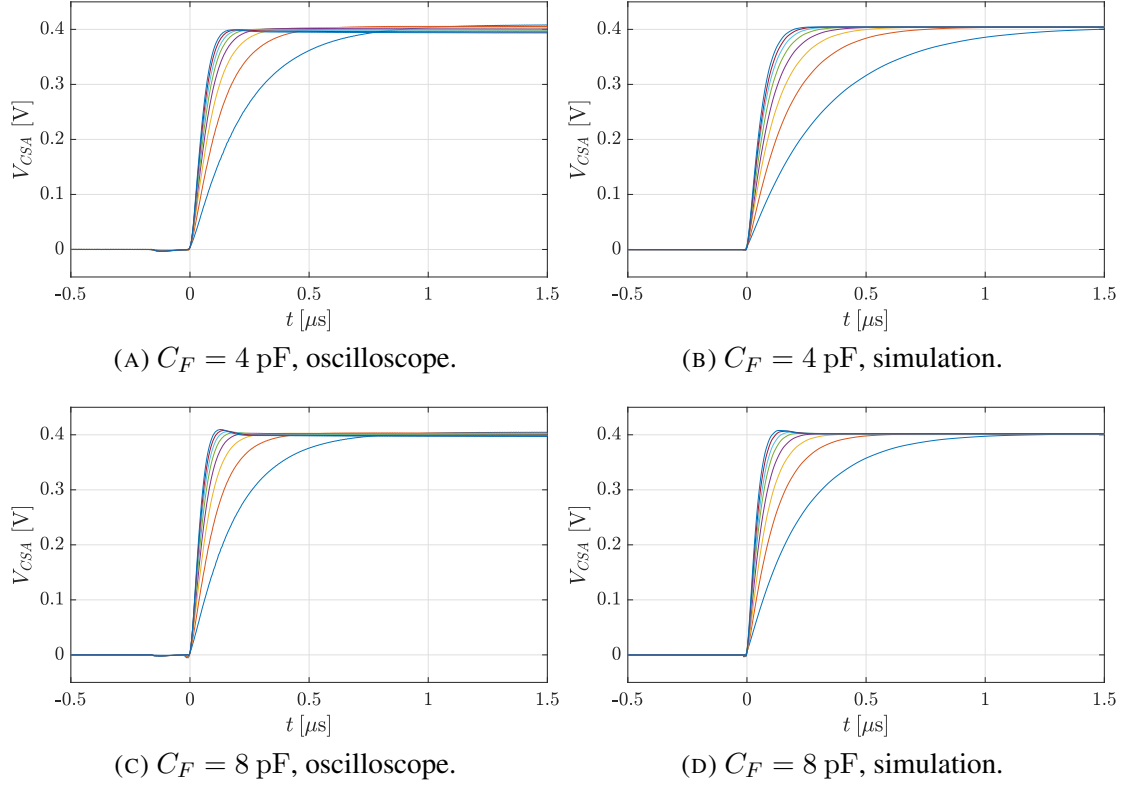 0.4
0.3
0.2
0.1
0
V_CSA [V]
-0.5 0 0.5 1 1.5
t [μs]
(A) C_F = 4 pF, oscilloscope.
0.4
0.3
0.2
0.1
0
V_CSA [V]
-0.5 0 0.5 1 1.5
t [μs]
(B) C_F = 4 pF, simulation.
0.4
0.3
0.2
0.1
0
V_CSA [V]
-0.5 0 0.5 1 1.5
t [μs]
(C) C_F = 8 pF, oscilloscope.
0.4
0.3
0.2
0.1
0
V_CSA [V]
-0.5 0 0.5 1 1.5
t [μs]
(D) C_F = 8 pF, simulation.